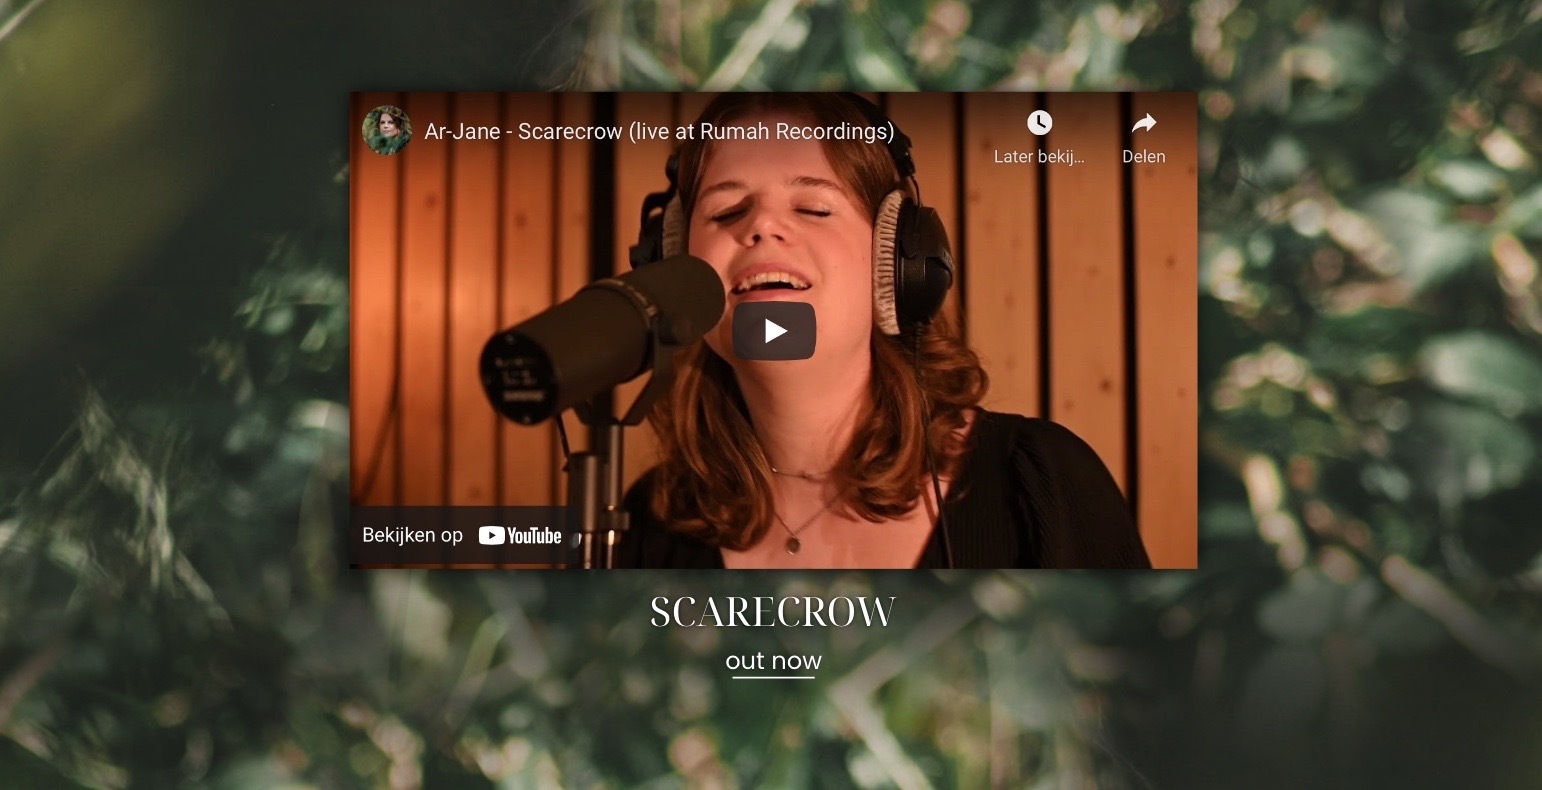 Ar-Jane - Scarecrow (live at Rumah Recordings)
Later bekij...
Delen
Bekijken op YouTube
SCARECROW
out now